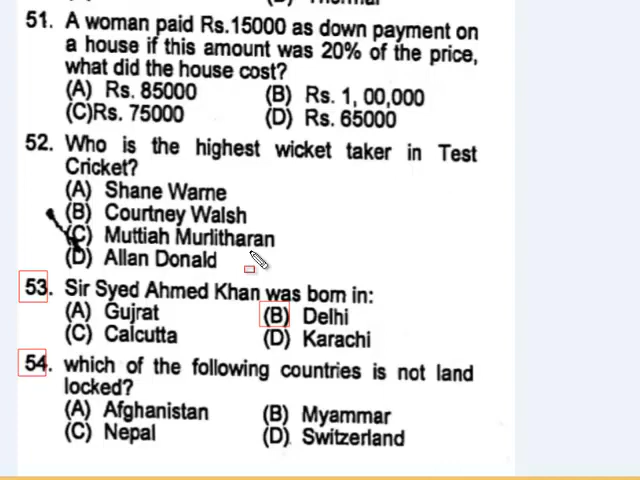 51. A woman paid Rs.15000 as down payment on
a house if this amount was 20% of the price,
what did the house cost?
(A) Rs. 85000 (B) Rs. 1, 00,000
(C)Rs. 75000 (D) Rs. 65000
52. Who is the highest wicket taker in Test
Cricket?
(A) Shane Warne
(B) Courtney Walsh
(C) Muttiah Murlitharan
(D) Allan Donald
53. Sir Syed Ahmed Khan was born in:
(A) Gujrat (B) Delhi
(C) Calcutta (D) Karachi
54. which of the following countries is not land
locked?
(A) Afghanistan (B) Myammar
(C) Nepal (D) Switzerland